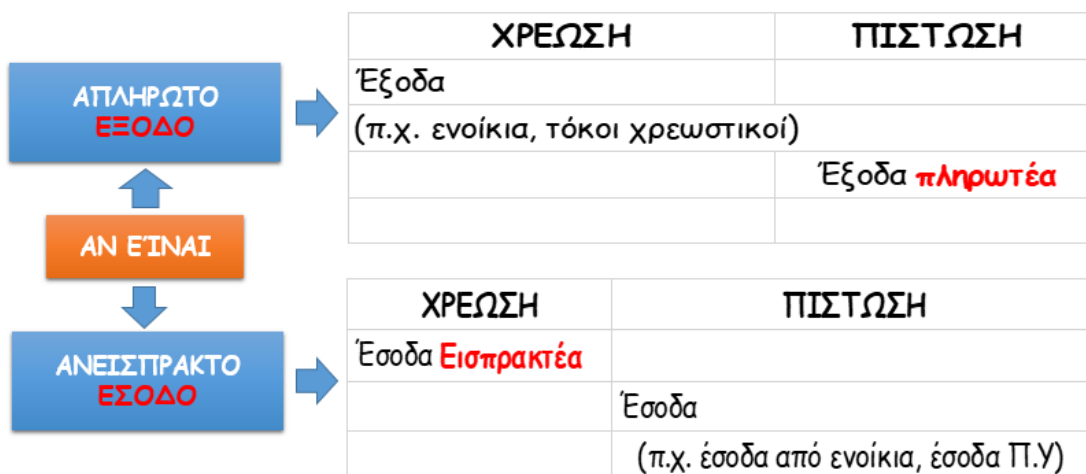 ΧΡΕΩΣΗ ΠΙΣΤΩΣΗ
ΑΠΛΗΡΩΤΟ
ΕΞΟΔΟ
Έξοδα
(π.χ. ενοίκια, τόκοι χρεωστικοί)
Έξοδα πληρωτέα
ΑΝ ΕΊΝΑΙ
ΧΡΕΩΣΗ ΠΙΣΤΩΣΗ
ΑΝΕΙΣΠΡΑΚΤΟ
ΕΣΟΔΟ
Έσοδα Εισπρακτέα
Έσοδα
(π.χ. έσοδα από ενοίκια, έσοδα Π.Υ)